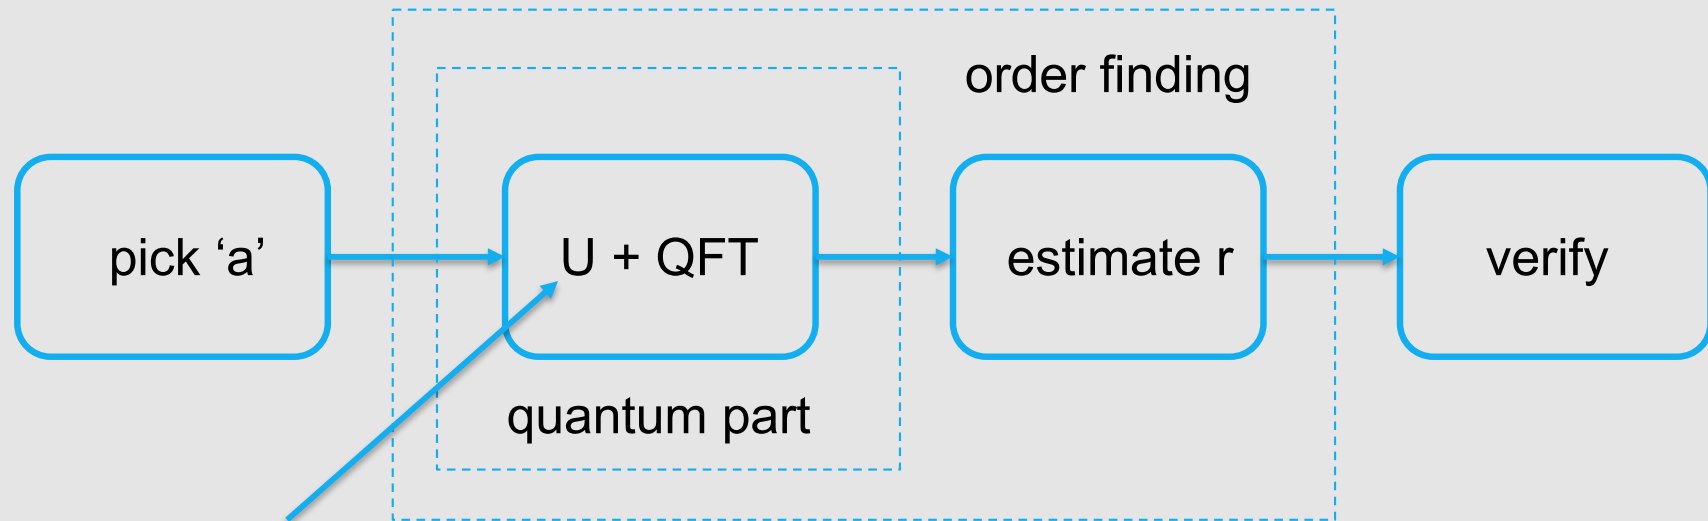 order finding
pick ‘a’
U + QFT
estimate r
verify
quantum part